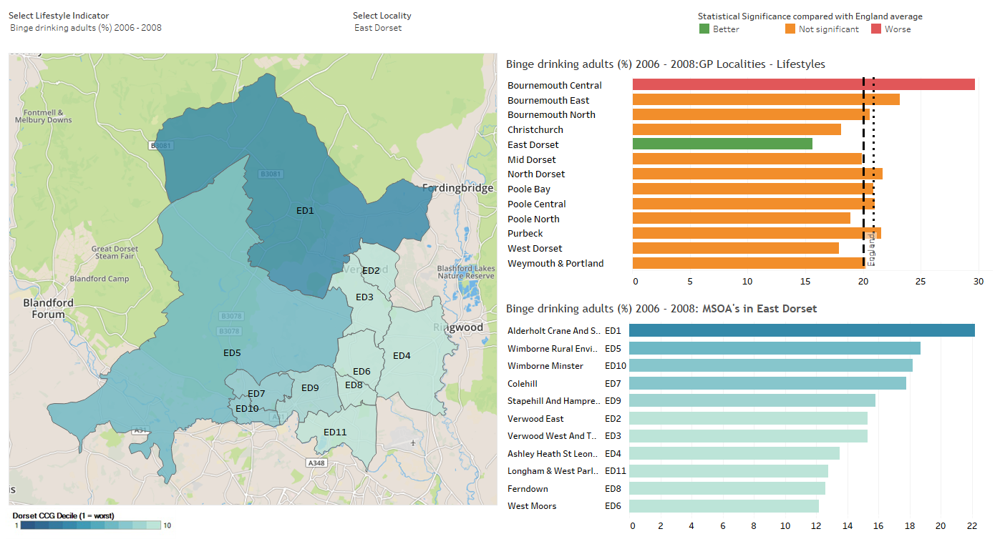 Select Lifestyle Indicator
Binge drinking adults (%) 2006 - 2008
Select Locality
East Dorset
Statistical Significance compared with England average
Better
Not significant
Worse
Fontmell &
Melbury Downs
B3081
B3081
Fordingbridge
ED1
Great Dorset
Steam Fair
Blandford Camp
Blandford
Forum
ED2
Blashford Lakes
Nature Reserve
ED3
B3078
B3078
Ringwood
ED5
ED4
ED6
ED8
ED9
ED7
ED10
A31
A31
ED11
A348
is
Dorset CCG Decile (1 = worst)
1
10
Binge drinking adults (%) 2006 - 2008:GP Localities - Lifestyles
Bournemouth Central
Bournemouth East
Bournemouth North
Christchurch
East Dorset
Mid Dorset
North Dorset
Poole Bay
Poole Central
Poole North
Purbeck
West Dorset
Weymouth & Portland
England
0 5 10 15 20 25 30
Binge drinking adults (%) 2006 - 2008: MSOA's in East Dorset
Alderholt Crane And S.. ED1
Wimborne Rural Envi.. ED5
Wimborne Minster ED10
Colehill ED7
Stapehill And Hampre.. ED9
Verwood East ED2
Verwood West And T.. ED3
Ashley Heath St Leon.. ED4
Longham & West Parl.. ED11
Ferndown ED8
West Moors ED6
0 2 4 6 8 10 12 14 16 18 20 22